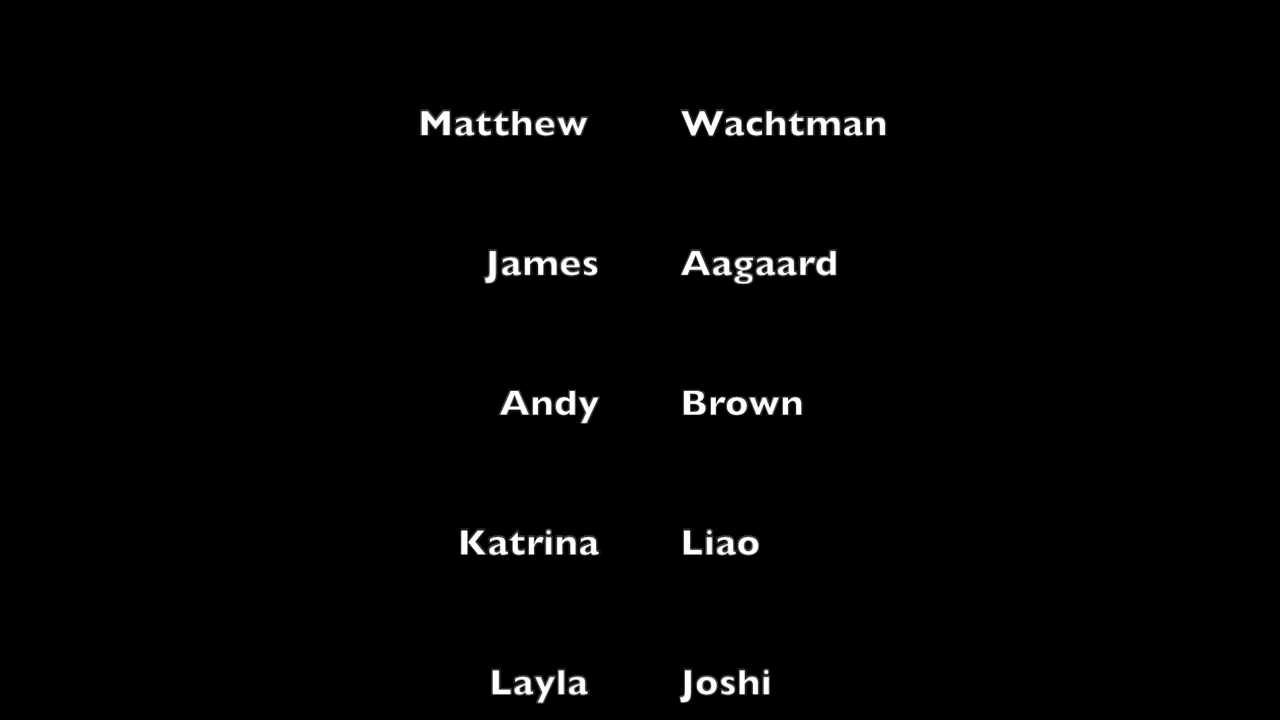 Matthew Wachtman
James Aagaard
Andy Brown
Katrina Liao
Layla Joshi